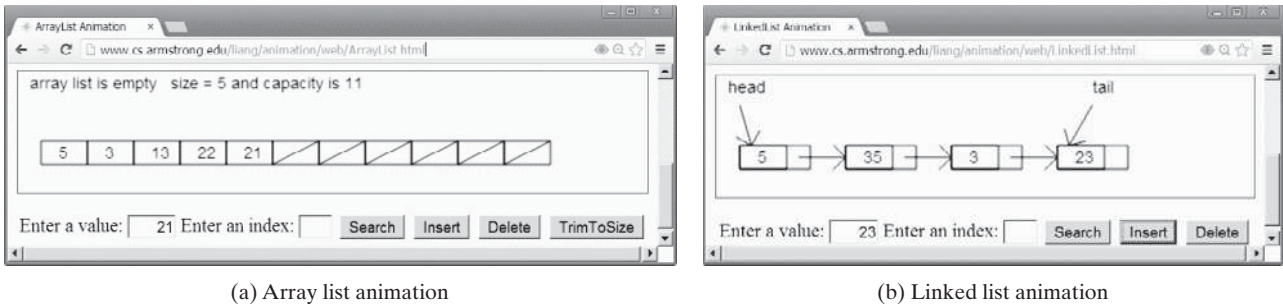 ArrayList Animation ×
www.cs.armstrong.edu/liang/animation/web/ArrayList.html
array list is empty size = 5 and capacity is 11
5 3 13 22 21
Enter a value: 21 Enter an index: Search Insert Delete TrimToSize
(a) Array list animation
LinkedList Animation ×
www.cs.armstrong.edu/liang/animation/web/LinkedList.html
head tail
5 35 3 23
Enter a value: 23 Enter an index: Search Insert Delete
(b) Linked list animation